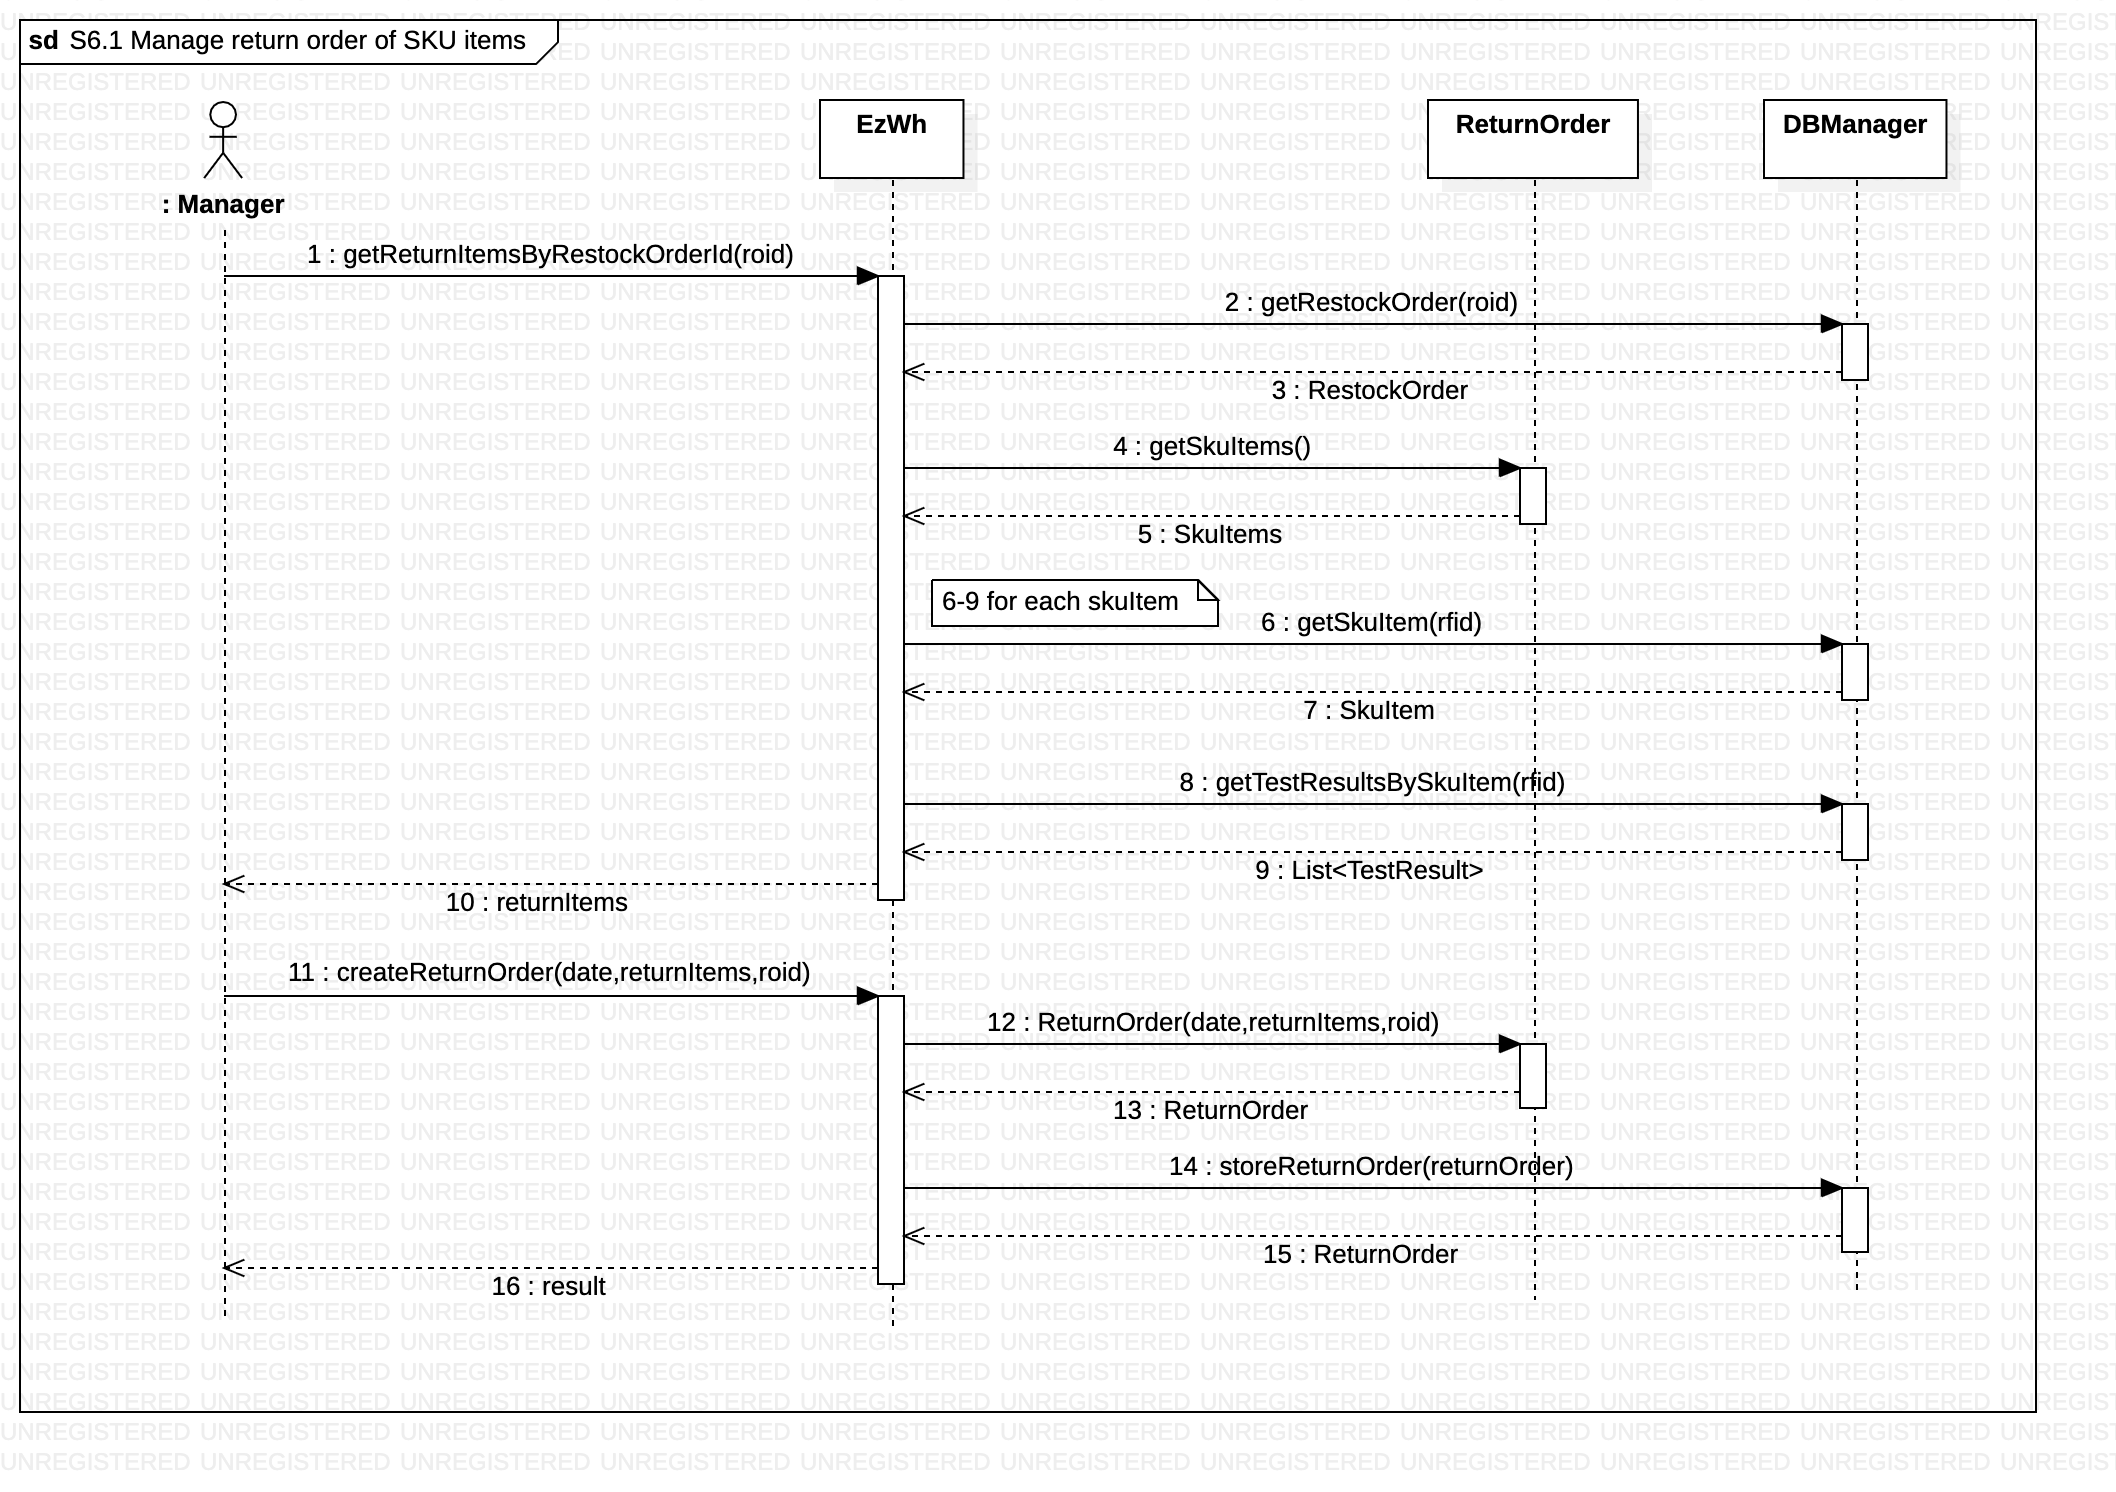 sd S6.1 Manage return order of SKU items
EzWh
ReturnOrder
DBManager
: Manager
1 : getReturnItemsByRestockOrderId(roid)
2 : getRestockOrder(roid)
3 : RestockOrder
4 : getSkuItems()
5 : SkuItems
6-9 for each skuItem
6 : getSkuItem(rfid)
7 : SkuItem
8 : getTestResultsBySkuItem(rfid)
9 : List<TestResult>
10 : returnItems
11 : createReturnOrder(date,returnItems,roid)
12 : ReturnOrder(date,returnItems,roid)
13 : ReturnOrder
14 : storeReturnOrder(returnOrder)
15 : ReturnOrder
16 : result
UNREGISTERED